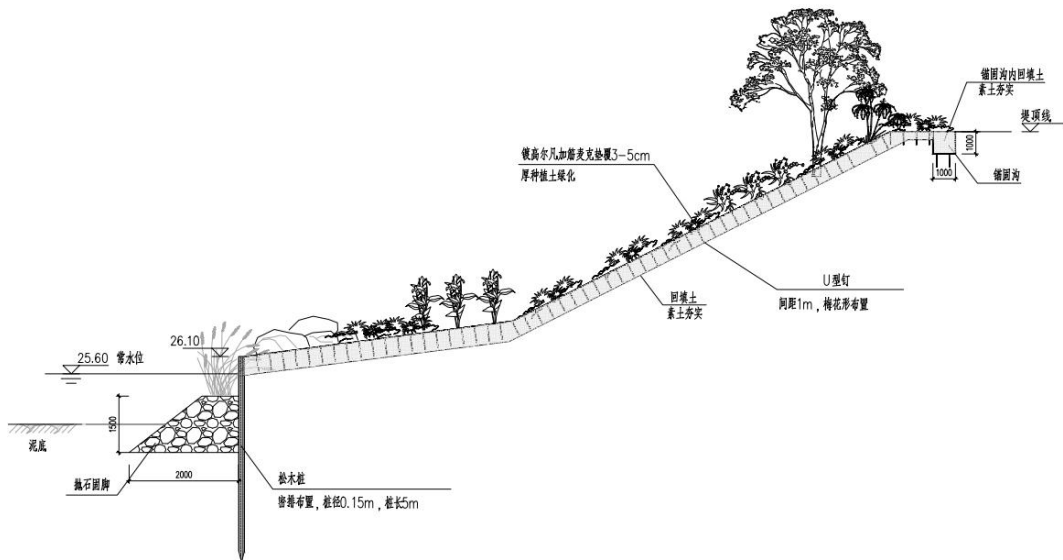 锚固沟内回填土
素土夯实
堤顶线
1000
1000
锚固沟
镀高尔凡加筋麦克垫覆3-5cm
厚种植土绿化
U型钉
间距1m，梅花形布置
回填土
素土夯实
26.10
25.60 常水位
1500
泥底
抛石固脚
2000
松木桩
密排布置，桩径0.15m，桩长5m